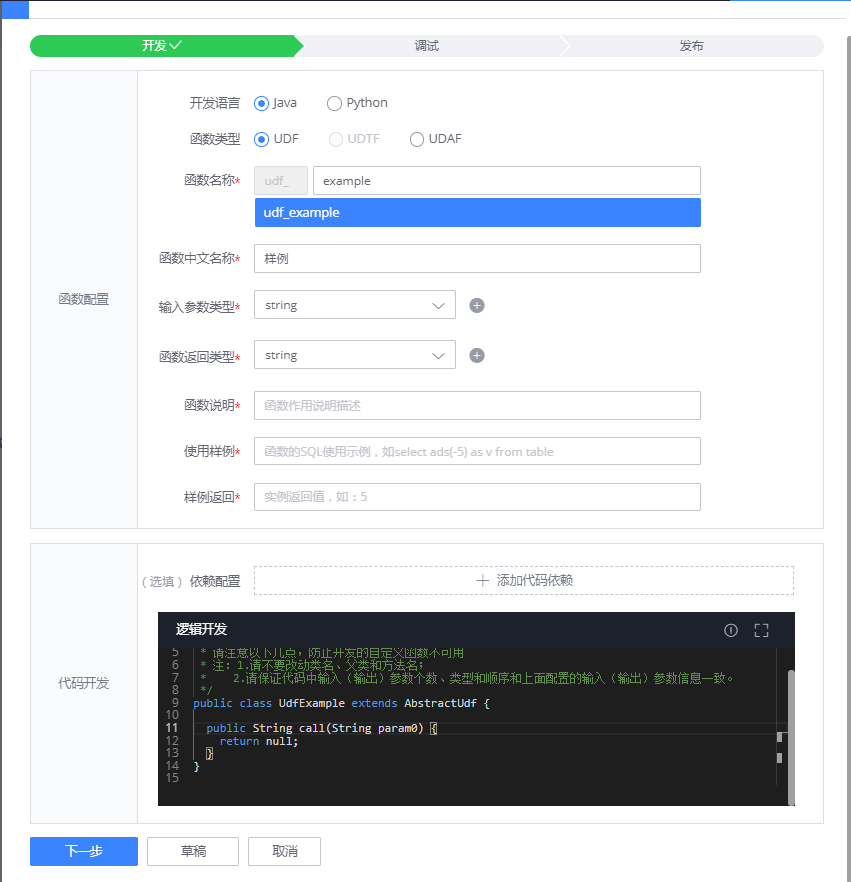 开发 调试 发布
开发语言 Java Python
函数类型 UDF UDTF UDAF
函数名称* udf_ example
udf_example
函数中文名称* 样例
函数配置
输入参数类型* string
函数返回类型* string
函数说明* 函数作用说明描述
使用样例* 函数的SQL使用示例，如select ads(-5) as v from table
样例返回* 实例返回值，如：5
（选填）依赖配置 添加代码依赖
代码开发
逻辑开发
5 * 请注意以下几点，防止开发的自定义函数不可用
6 * 注：1.请不要改动类名、父类和方法名；
7 * 2.请保证代码中输入（输出）参数个数、类型和顺序和上面配置的输入（输出）参数信息一致。
8 */
9 public class UdfExample extends AbstractUdf {
10
11 public String call(String param0) {
12 return null;
13 }
14 }
15
下一步 草稿 取消